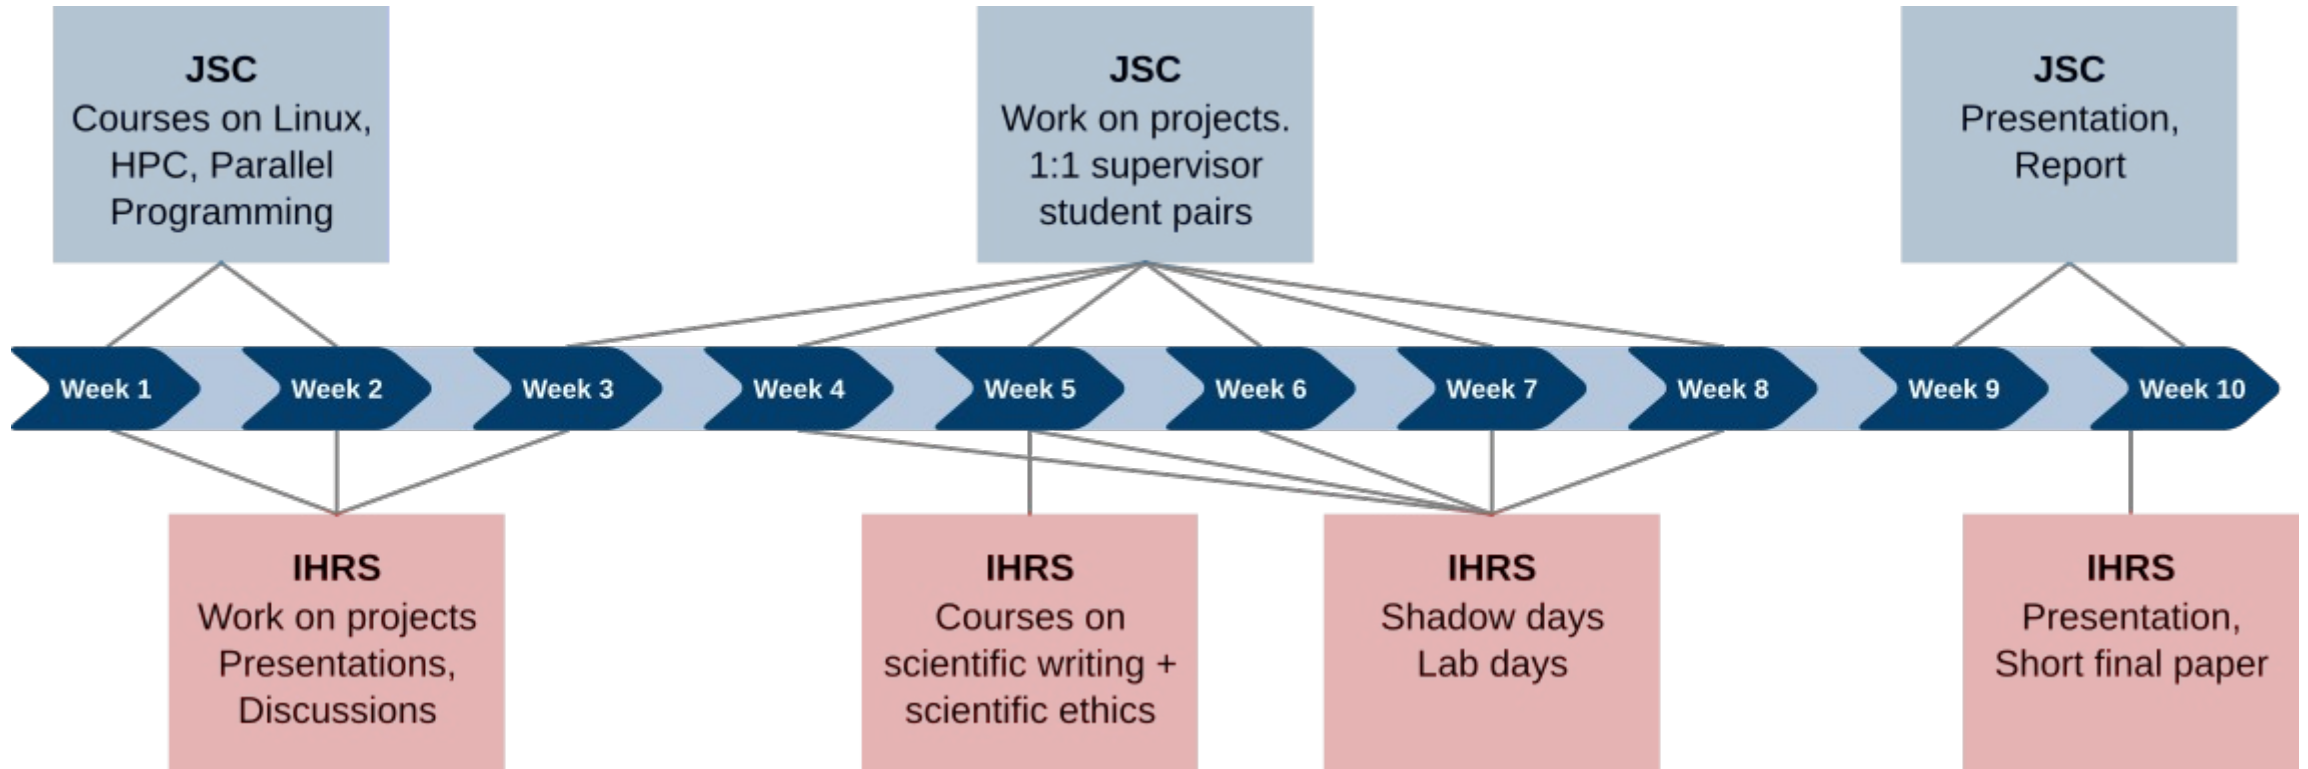 JSC
Courses on Linux,
HPC, Parallel
Programming
JSC
Work on projects.
1:1 supervisor
student pairs
JSC
Presentation,
Report
Week 1
Week 2
Week 3
Week 4
Week 5
Week 6
Week 7
Week 8
Week 9
Week 10
IHRS
Work on projects
Presentations,
Discussions
IHRS
Courses on
scientific writing +
scientific ethics
IHRS
Shadow days
Lab days
IHRS
Presentation,
Short final paper